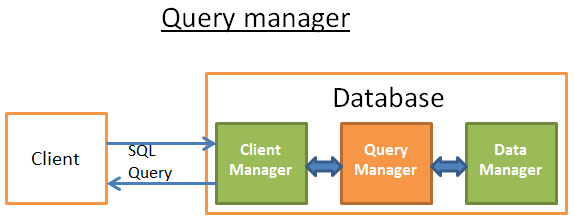 Query manager
Database
Client
SQL
Query
Client
Manager
Query
Manager
Data
Manager